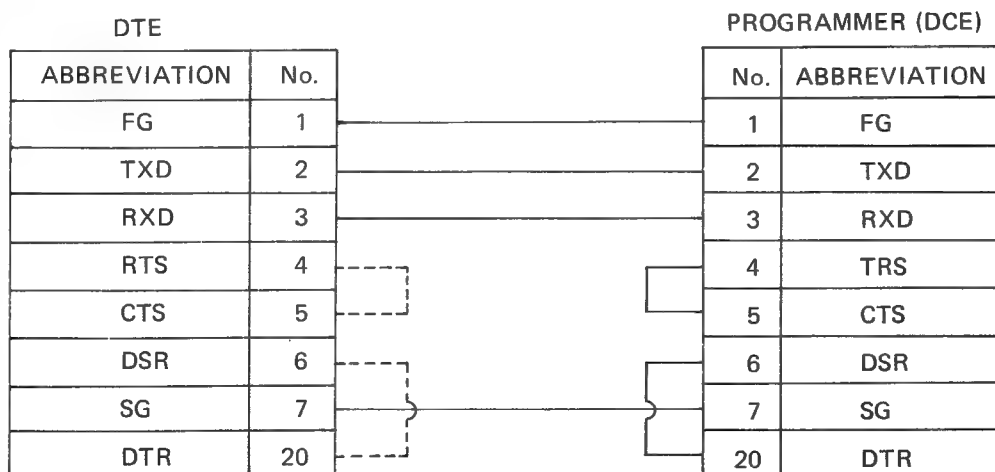 DTE
PROGRAMMER (DCE)
ABBREVIATION No. No. ABBREVIATION
FG 1 1 FG
TXD 2 2 TXD
RXD 3 3 RXD
RTS 4 4 TRS
CTS 5 5 CTS
DSR 6 6 DSR
SG 7 7 SG
DTR 20 20 DTR